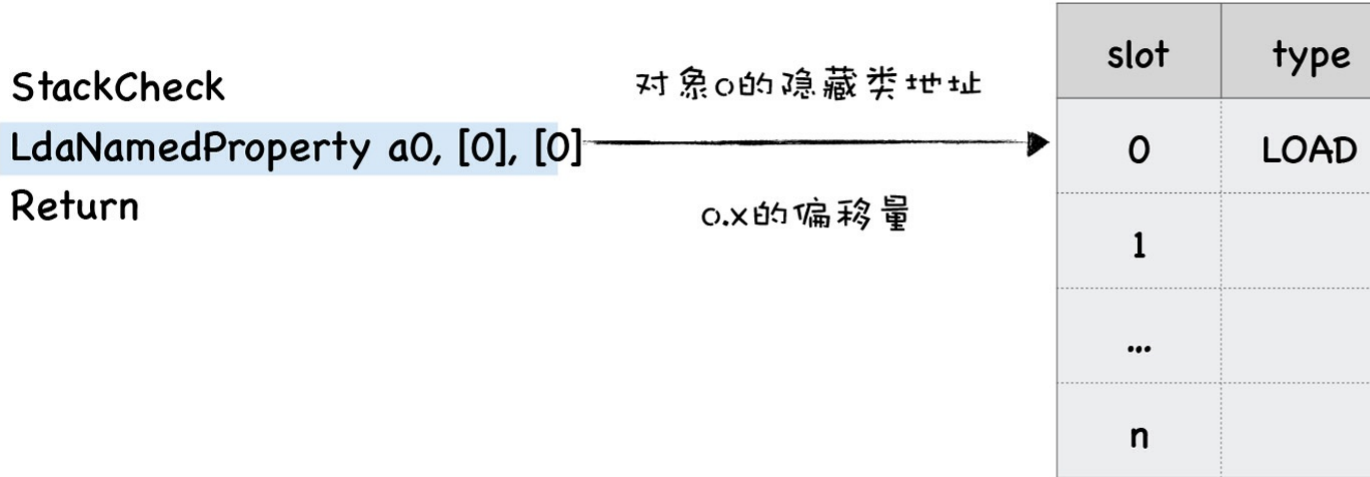 StackCheck
LdaNamedProperty a0, [0], [0]
Return
对象o的隐藏类地址
o.x的偏移量
slot type
0 LOAD
1
...
n